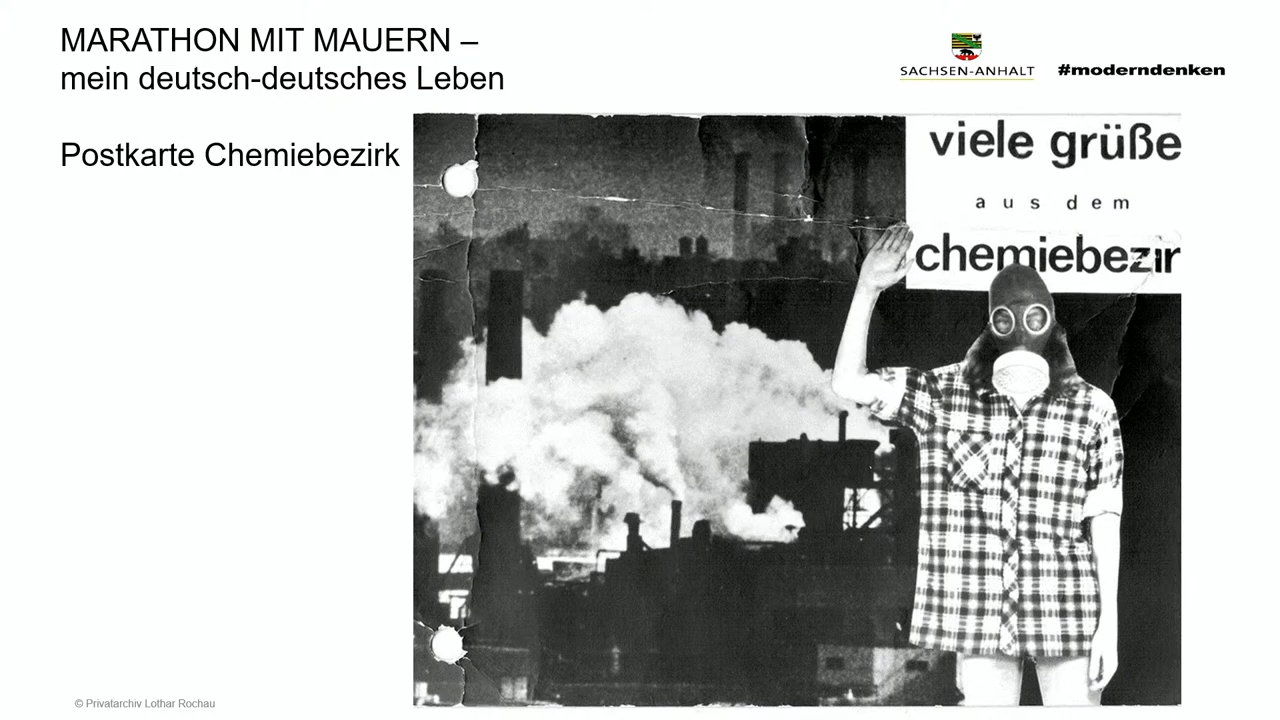 MARATHON MIT MAUERN –
mein deutsch-deutsches Leben
SACHSEN-ANHALT
#moderndenken
Postkarte Chemiebezirk
viele grüße
aus dem
chemiebezir
© Privatarchiv Lothar Rochau